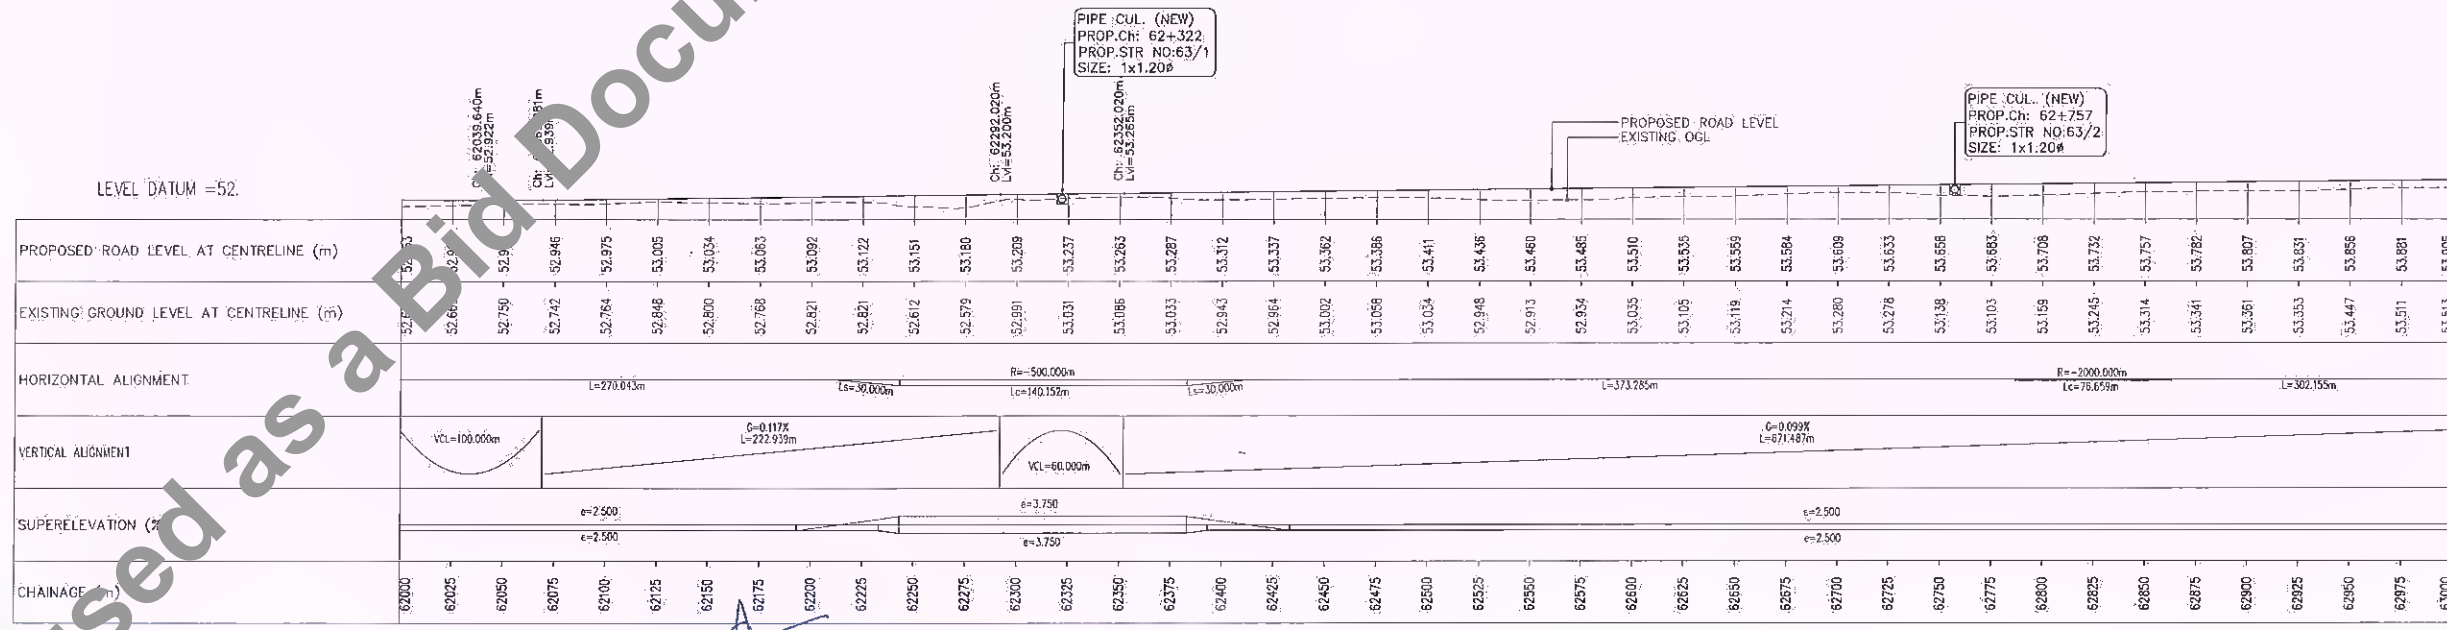 PIPE CUL. (NEW)
PROP.Ch: 62+322
PROP.STR NO:63/1
SIZE: 1x1.20ø
PIPE CUL. (NEW)
PROP.Ch: 62+757
PROP.STR NO:63/2
SIZE: 1x1.20ø
62039.640m
=52.922m
Ch: 62292.020m
Lvl=53.200m
Ch: 62352.020m
Lvl=53.265m
PROPOSED ROAD LEVEL
EXISTING OGL
LEVEL DATUM =52.
PROPOSED ROAD LEVEL AT CENTRELINE (m)
52.946 52.975 53.005 53.034 53.063 53.092 53.122 53.151 53.180 53.209 53.237 53.263 53.287 53.312 53.337 53.362 53.386 53.411 53.436 53.460 53.485 53.510 53.535 53.559 53.584 53.609 53.633 53.658 53.683 53.708 53.732 53.757 53.782 53.807 53.831 53.856 53.881
EXISTING GROUND LEVEL AT CENTRELINE (m)
52.750 52.742 52.764 52.848 52.800 52.768 52.821 52.821 52.612 52.579 52.991 53.031 53.086 53.033 52.943 52.964 53.002 53.058 53.034 52.948 52.913 52.934 53.035 53.105 53.119 53.214 53.280 53.278 53.138 53.103 53.159 53.245 53.314 53.341 53.361 53.353 53.447 53.511
HORIZONTAL ALIGNMENT
L=270.043m
Ls=30.000m
R=-500.000m
Lc=140.152m
Ls=30.000m
L=373.285m
R=-2000.000m
Lc=76.659m
L=302.155m
VERTICAL ALIGNMENT
VCL=100.000m
G=0.117%
L=222.939m
VCL=60.000m
G=0.099%
L=671.487m
SUPERELEVATION (%
e=2.500
e=3.750
e=2.500
e=2.500
e=3.750
e=2.500
CHAINAGE (m)
62000 62025 62050 62075 62100 62125 62150 62175 62200 62225 62250 62275 62300 62325 62350 62375 62400 62425 62450 62475 62500 62525 62550 62575 62600 62625 62650 62675 62700 62725 62750 62775 62800 62825 62850 62875 62900 62925 62950 62975 63000
sed as a Bid Docu